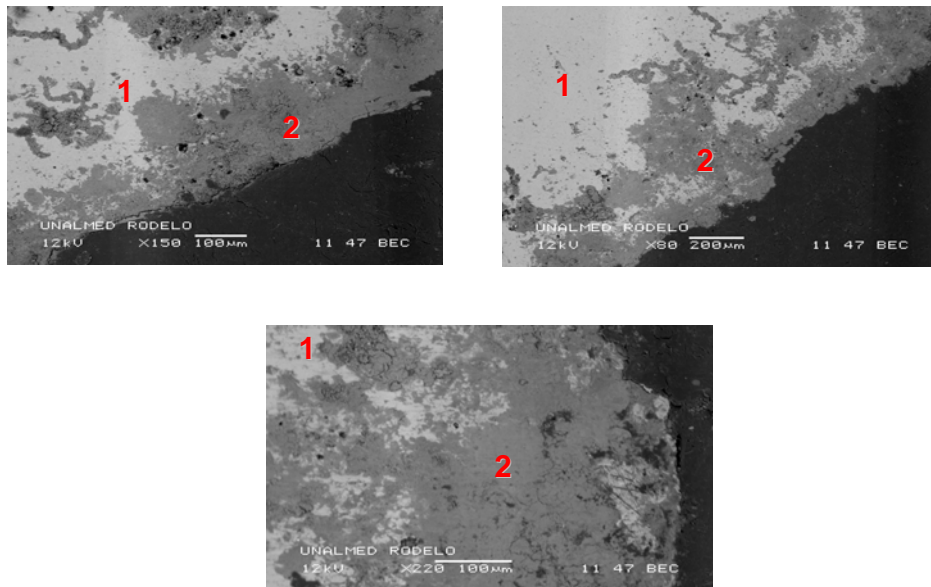 1
2
UNALMED RODELO
12kV X150 100μm 11 47 BEC
1
2
UNALMED RODELO
12kV X80 200μm 11 47 BEC
1
2
UNALMED RODELO
12kV X220 100μm 11 47 BEC